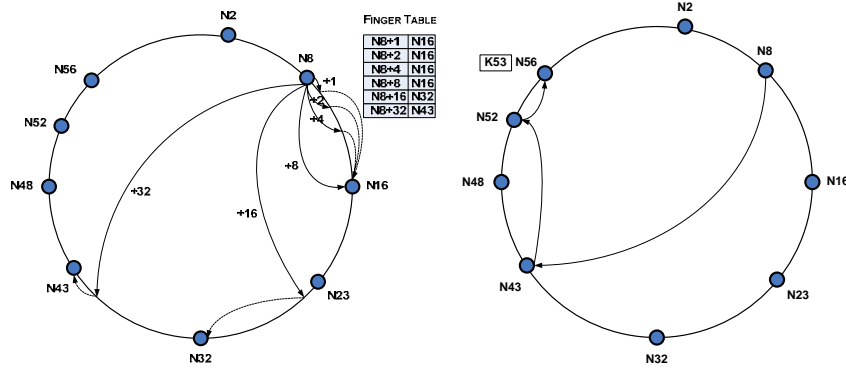 N2
N8
N56
N52
N48
N43
N32
N23
N16
+1
+2
+4
+8
+16
+32
FINGER TABLE
N8+1 N16
N8+2 N16
N8+4 N16
N8+8 N16
N8+16 N32
N8+32 N43
N2
N8
K53 N56
N52
N48
N43
N32
N23
N16